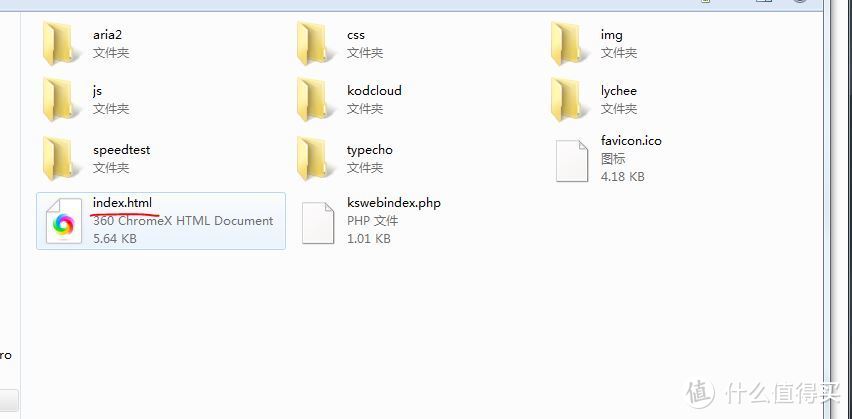 aria2
文件夹
css
文件夹
img
文件夹
js
文件夹
kodcloud
文件夹
lychee
文件夹
speedtest
文件夹
typecho
文件夹
favicon.ico
图标
4.18 KB
index.html
360 ChromeX HTML Document
5.64 KB
kswebindex.php
PHP 文件
1.01 KB
ro
值 什么值得买